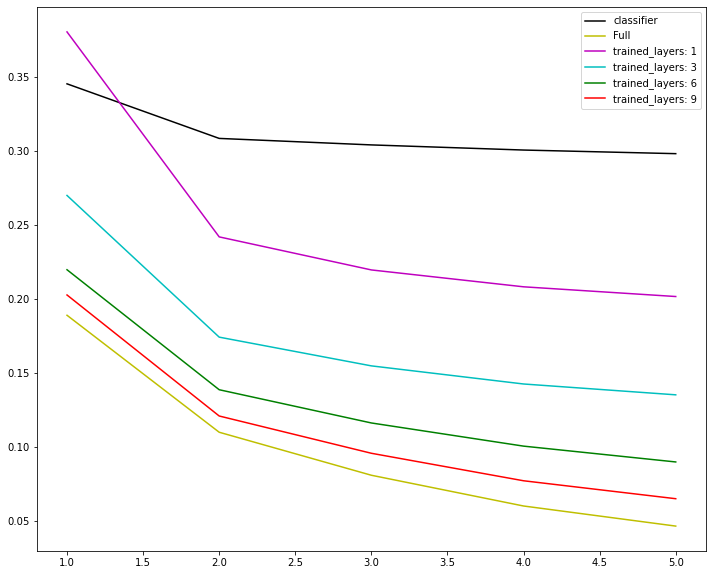 classifier
Full
trained_layers: 1
trained_layers: 3
trained_layers: 6
trained_layers: 9
0.35
0.30
0.25
0.20
0.15
0.10
0.05
1.0 1.5 2.0 2.5 3.0 3.5 4.0 4.5 5.0